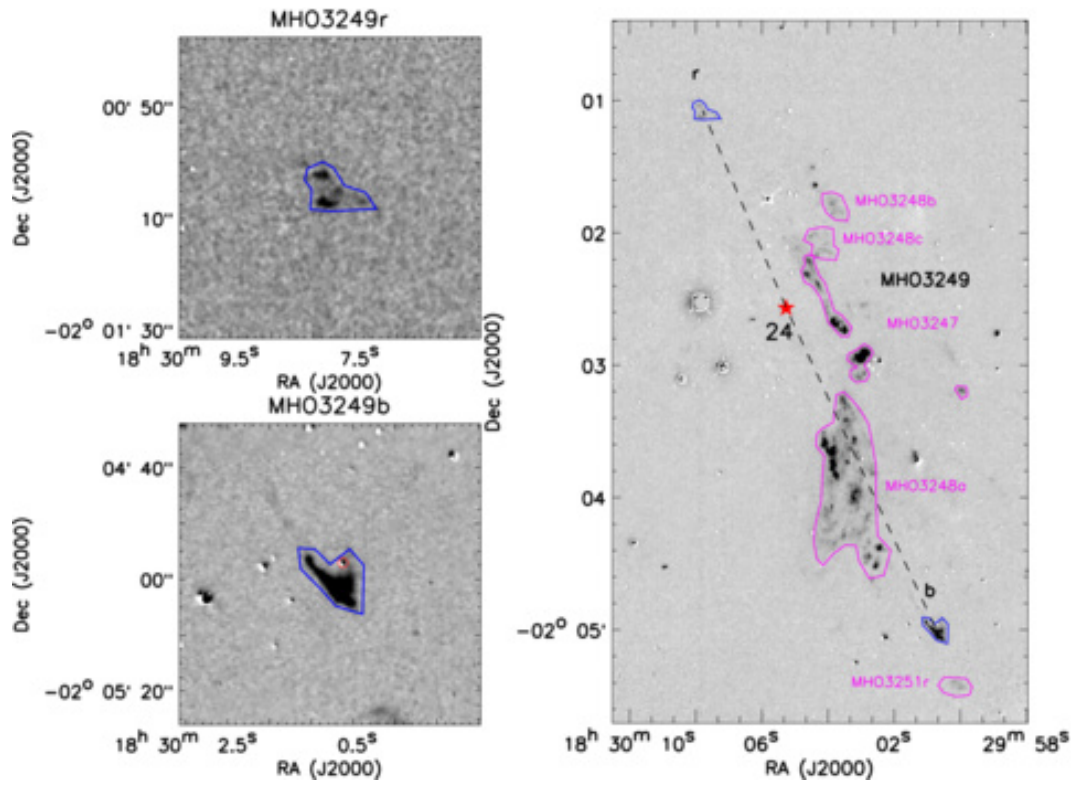 MHO3249r
00' 50"
10"
−02° 01' 30"
Dec (J2000)
18ʰ 30ᵐ 9.5ˢ 7.5ˢ
RA (J2000)
MHO3249b
04' 40"
00"
−02° 05' 20"
Dec (J2000)
18ʰ 30ᵐ 2.5ˢ 0.5ˢ
RA (J2000)
Dec (J2000)
r
01
MHO3248b
02
MHO3248c
MHO3249
24
MHO3247
03
04
MHO3248a
b
−02° 05'
MHO3251r
18ʰ 30ᵐ 10ˢ 06ˢ 02ˢ 29ᵐ 58ˢ
RA (J2000)